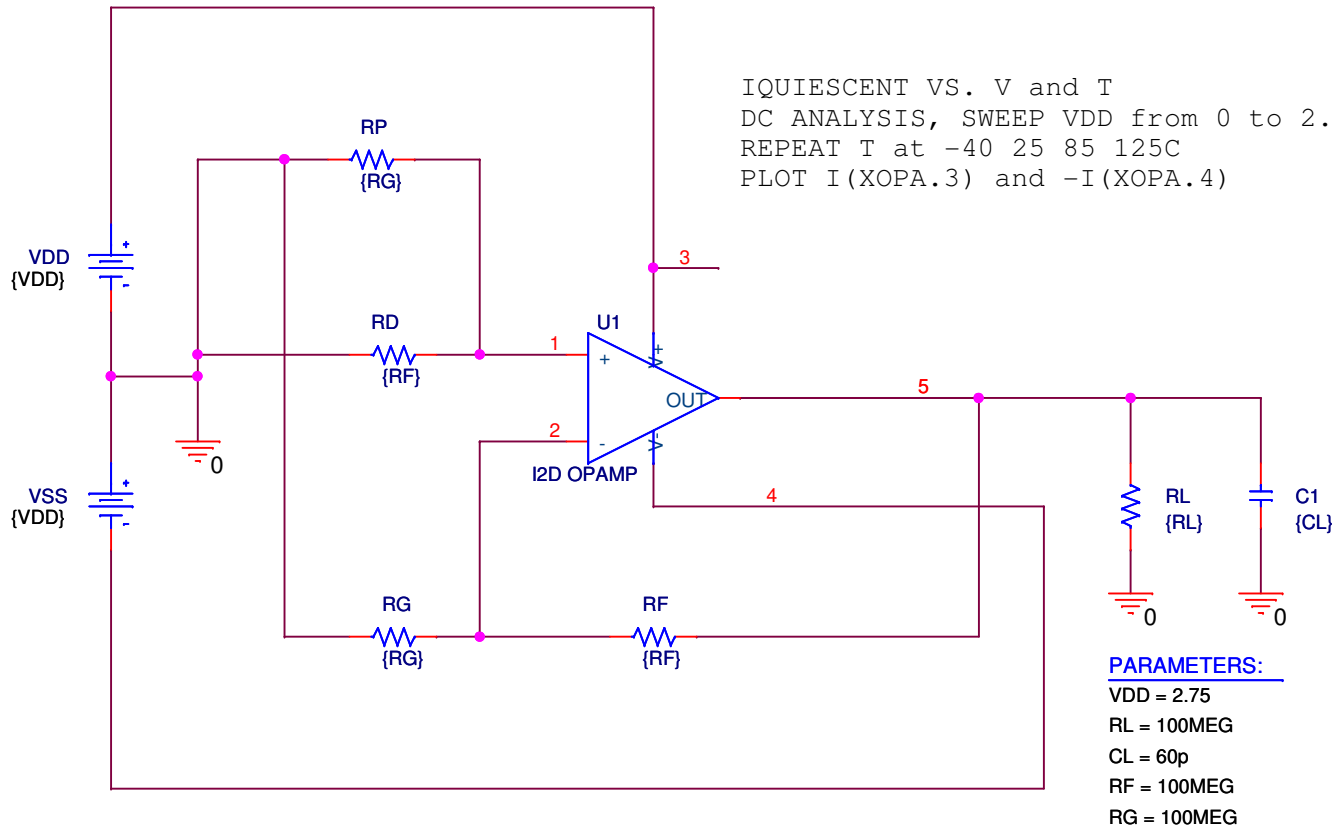 IQUIESCENT VS. V and T
DC ANALYSIS, SWEEP VDD from 0 to 2.
REPEAT T at -40 25 85 125C
PLOT I(XOPA.3) and -I(XOPA.4)
RP
{RG}
+
VDD
{VDD}
-
3
RD
{RF}
U1
1
+
V+
OUT
5
2
-
V-
I2D OPAMP
0
+
VSS
{VDD}
-
4
RL
{RL}
C1
{CL}
RG
{RG}
RF
{RF}
0
0
PARAMETERS:
VDD = 2.75
RL = 100MEG
CL = 60p
RF = 100MEG
RG = 100MEG